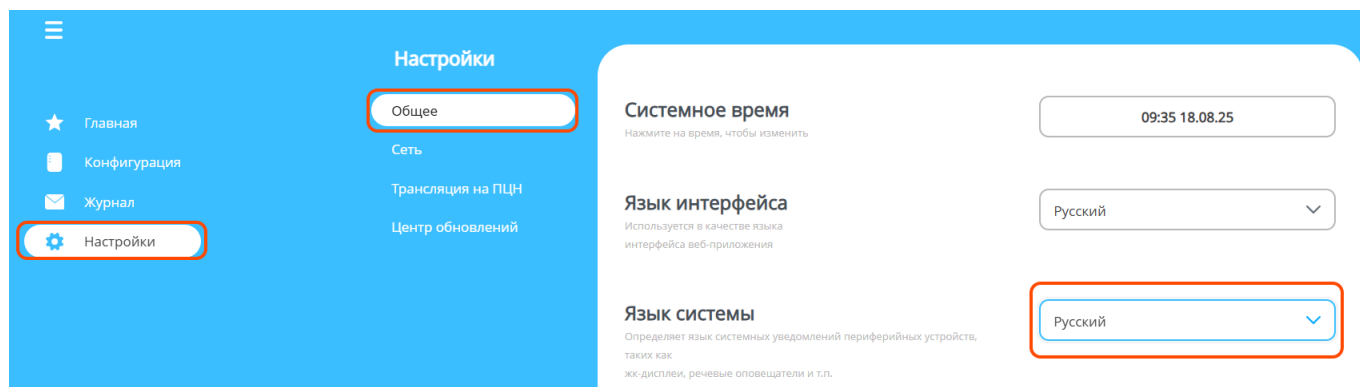 Главная
Конфигурация
Журнал
Настройки
Настройки
Общее
Сеть
Трансляция на ПЦН
Центр обновлений
Системное время
Нажмите на время, чтобы изменить
09:35 18.08.25
Язык интерфейса
Используется в качестве языка
интерфейса веб-приложения
Русский
Язык системы
Определяет язык системных уведомлений периферийных устройств,
таких как
жк-дисплеи, речевые оповещатели и т.п.
Русский